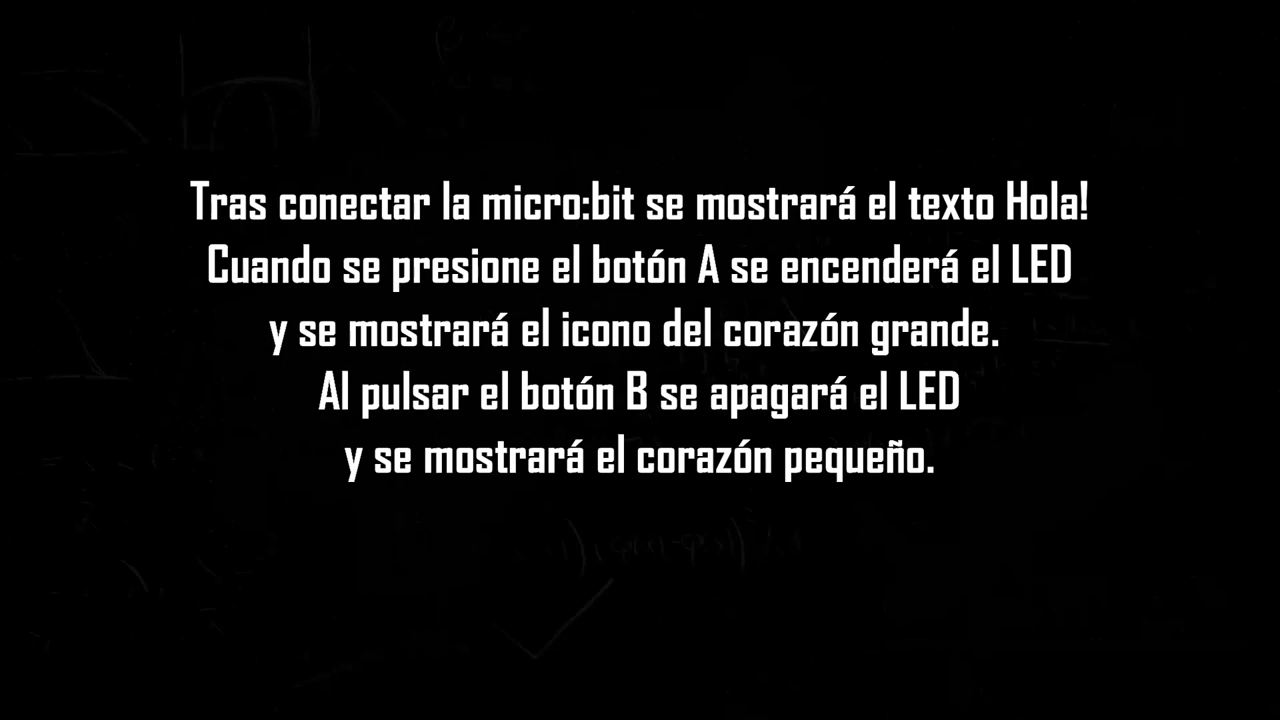 Tras conectar la micro:bit se mostrará el texto Hola!
Cuando se presione el botón A se encenderá el LED
y se mostrará el icono del corazón grande.
Al pulsar el botón B se apagará el LED
y se mostrará el corazón pequeño.